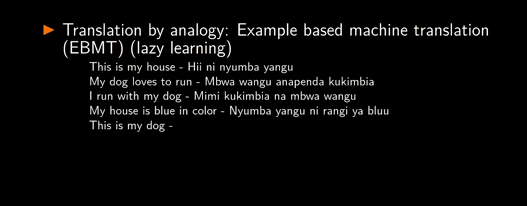 Translation by analogy: Example based machine translation
(EBMT) (lazy learning)
This is my house - Hii ni nyumba yangu
My dog loves to run - Mbwa wangu anapenda kukimbia
I run with my dog - Mimi kukimbia na mbwa wangu
My house is blue in color - Nyumba yangu ni rangi ya bluu
This is my dog -